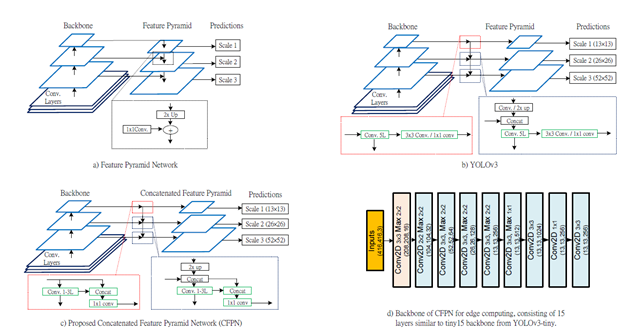 Backbone
Feature Pyramid
Predictions
Scale 1
Scale 2
Scale 3
Conv.
Layers
2x Up
1x1Conv.
+
a) Feature Pyramid Network
Backbone
Feature Pyramid
Predictions
Scale 1 (13×13)
Scale 2 (26×26)
Scale 3 (52×52)
Conv.
Layers
Conv. 5L
3x3 Conv. / 1x1 conv
Conv. / 2x up
Concat
Conv. 5L
3x3 Conv. / 1x1 conv
b) YOLOv3
Backbone
Concatenated Feature Pyramid
Predictions
Scale 1 (13×13)
Scale 2 (26×26)
Scale 3 (52×52)
Conv.
Layers
Conv. 1-3L
Concat
1x1 conv
2x up
Concat
Conv. 1-3L
Concat
1x1 conv
c) Proposed Concatenated Feature Pyramid Network (CFPN)
Inputs
(416,416,3)
Conv2D 3x3, Max 2x2
(208,208,16)
Conv2D 2x2 Max 2x2
(104,104,32)
Conv2D 3x3, Max 2x2
(52,52,64)
Conv2D 3x3, Max 2x2
(26,26,128)
Conv2D 3x3 Max 2x2
(13,13,256)
Conv2D 3x3 Max 1x1
(13,13,512)
Conv2D 3x3
(13,13,1024)
Conv2D 1x1
(13,13,256)
Conv2D 3x3
(13,13,256)
d) Backbone of CFPN for edge computing, consisting of 15
layers similar to tiny15 backbone from YOLOv3-tiny.